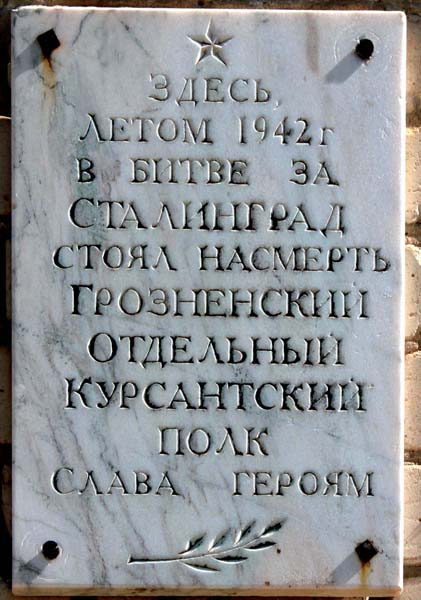 Здесь,
летом 1942г
в битве за
Сталинград
стоял насмерть
Грозненский
отдельный
Курсантский
полк
Слава героям